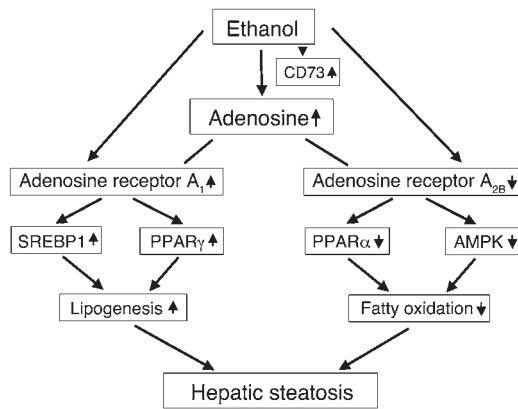 Ethanol
CD73↑
Adenosine↑
Adenosine receptor A₁↑
Adenosine receptor A₂B↓
SREBP1↑
PPARγ↑
PPARα↓
AMPK↓
Lipogenesis ↑
Fatty oxidation↓
Hepatic steatosis